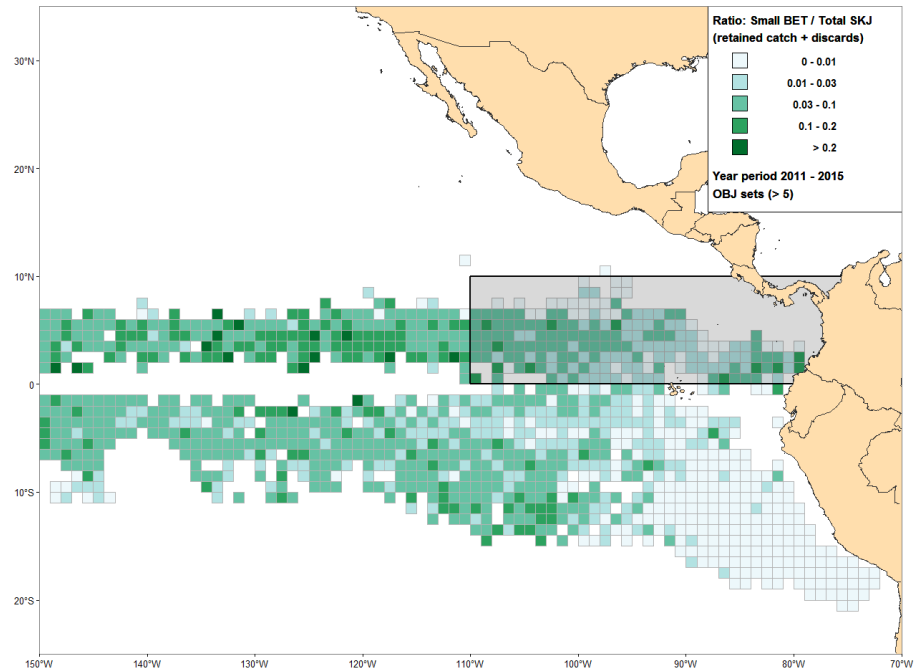 Ratio: Small BET / Total SKJ
(retained catch + discards)
0 - 0.01
0.01 - 0.03
0.03 - 0.1
0.1 - 0.2
> 0.2
Year period 2011 - 2015
OBJ sets (> 5)
30°N
20°N
10°N
0
10°S
20°S
150°W 140°W 130°W 120°W 110°W 100°W 90°W 80°W 70°W